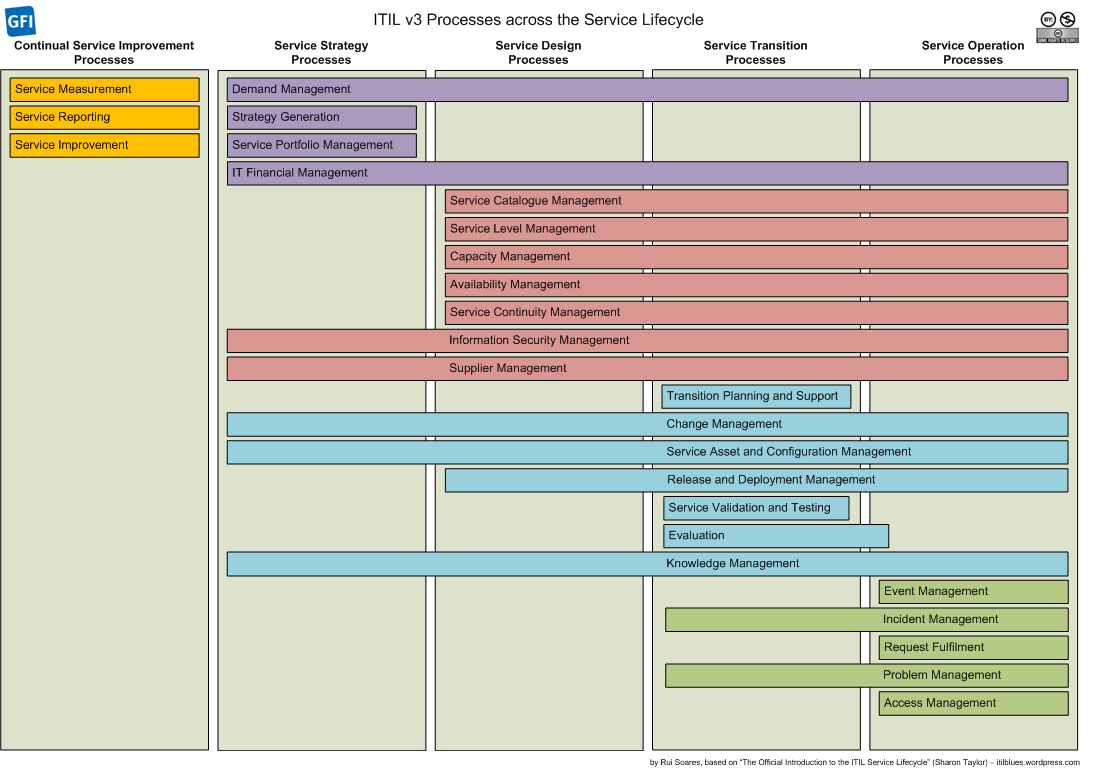 GFI
ITIL v3 Processes across the Service Lifecycle
BY:
Continual Service Improvement
Processes
Service Strategy
Processes
Service Design
Processes
Service Transition
Processes
Service Operation
Processes
Service Measurement
Service Reporting
Service Improvement
Demand Management
Strategy Generation
Service Portfolio Management
IT Financial Management
Service Catalogue Management
Service Level Management
Capacity Management
Availability Management
Service Continuity Management
Information Security Management
Supplier Management
Transition Planning and Support
Change Management
Service Asset and Configuration Management
Release and Deployment Management
Service Validation and Testing
Evaluation
Knowledge Management
Event Management
Incident Management
Request Fulfilment
Problem Management
Access Management
by Rui Soares, based on “The Official Introduction to the ITIL Service Lifecycle” (Sharon Taylor) – itilblues.wordpress.com